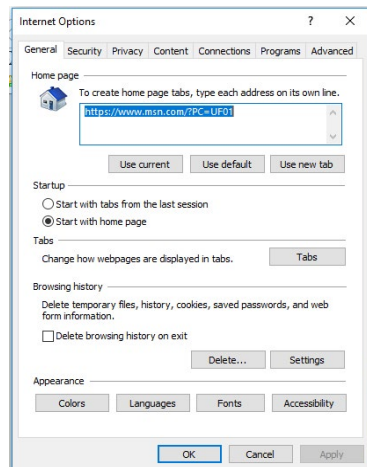 Internet Options ? X
General Security Privacy Content Connections Programs Advanced
Home page
To create home page tabs, type each address on its own line.
https://www.msn.com/?PC=UF01
Use current Use default Use new tab
Startup
Start with tabs from the last session
Start with home page
Tabs
Change how webpages are displayed in tabs. Tabs
Browsing history
Delete temporary files, history, cookies, saved passwords, and web
form information.
Delete browsing history on exit
Delete... Settings
Appearance
Colors Languages Fonts Accessibility
OK Cancel Apply